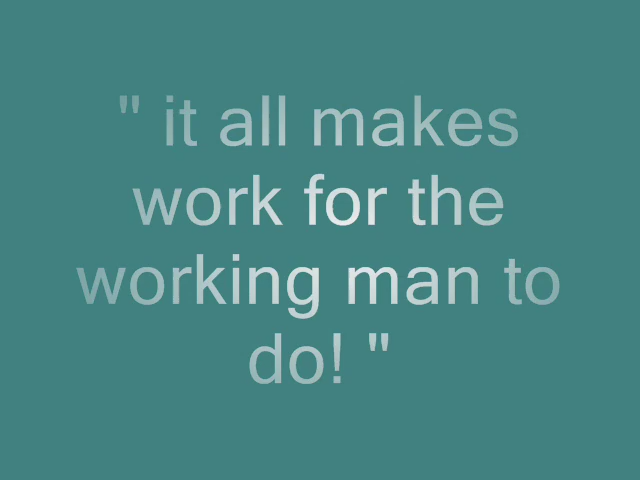 " it all makes
work for the
working man to
do! "